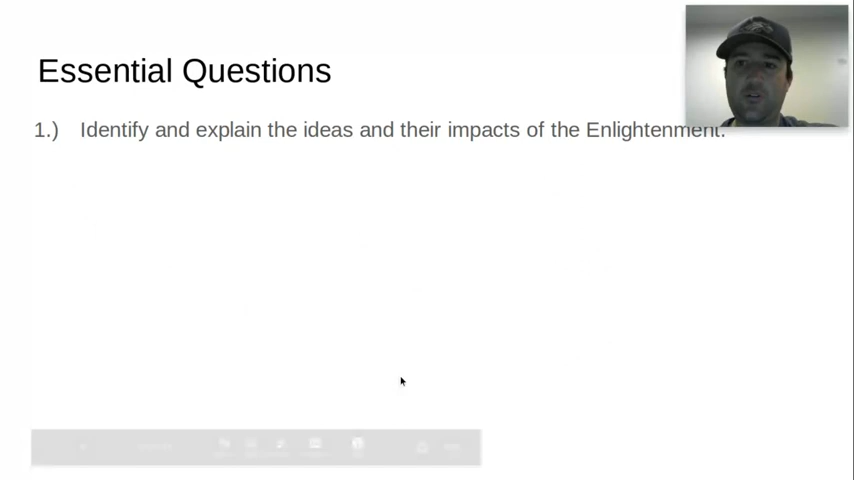 Essential Questions
1.) Identify and explain the ideas and their impacts of the Enlightenment.